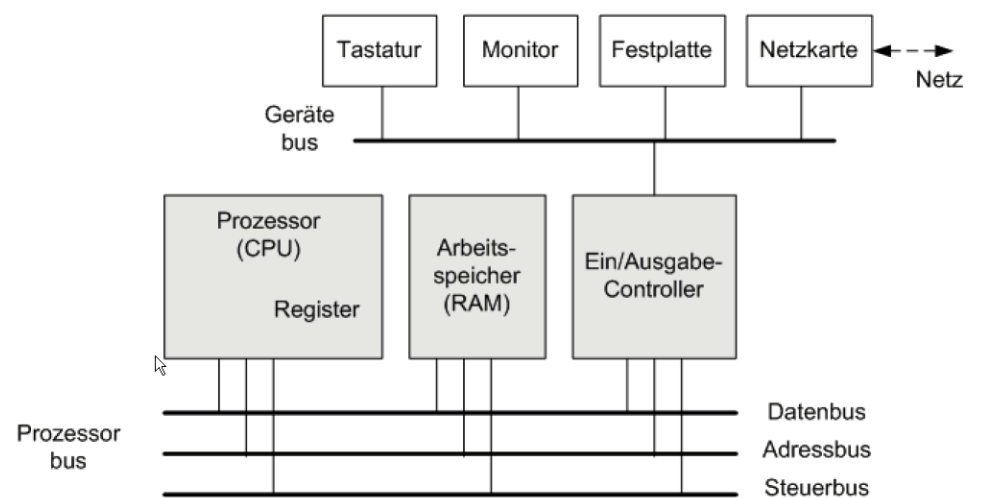 Tastatur
Monitor
Festplatte
Netzkarte
Netz
Geräte
bus
Prozessor
(CPU)
Register
Arbeits-
speicher
(RAM)
Ein/Ausgabe-
Controller
Prozessor
bus
Datenbus
Adressbus
Steuerbus